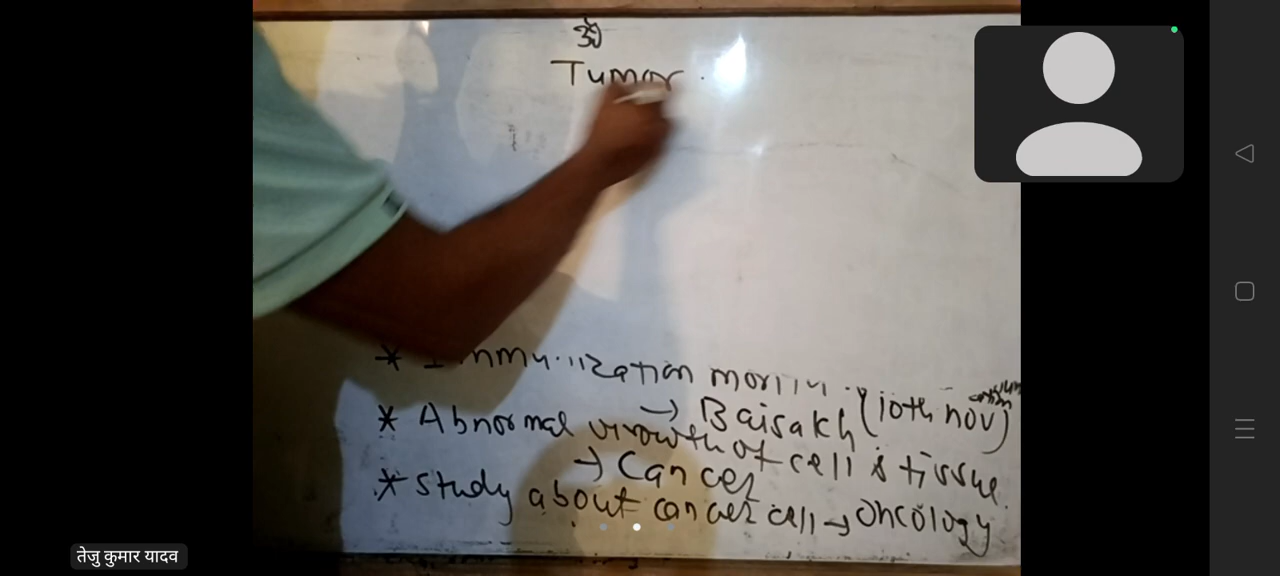 ॐ
Tumor
* Immunization month
→ Baisakh (10th nov)
* Abnormal growth of cell & tissue
→ Cancer
* Study about cancer cell → Oncology
तेजु कुमार यादव